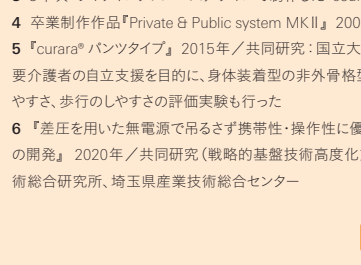 4 卒業制作作品『Private & Public system MKⅡ』 200
5 『curara® パンツタイプ』 2015年／共同研究：国立大
要介護者の自立支援を目的に、身体装着型の非外骨格型
やすさ、歩行のしやすさの評価実験も行った
6 『差圧を用いた無電源で吊るさず携帯性・操作性に優
の開発』 2020年／共同研究（戦略的基盤技術高度化
術総合研究所、埼玉県産業技術総合センター